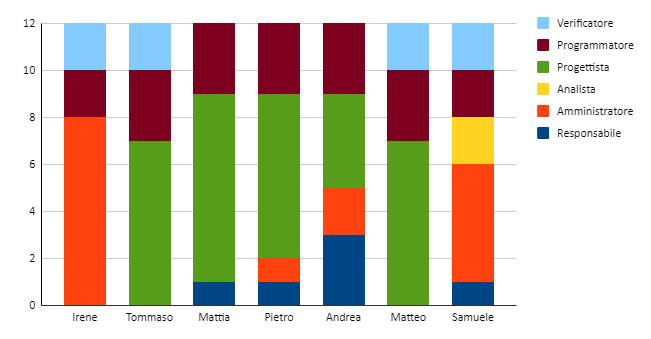 12
10
8
6
4
2
0
Irene Tommaso Mattia Pietro Andrea Matteo Samuele
Verificatore
Programmatore
Progettista
Analista
Amministratore
Responsabile